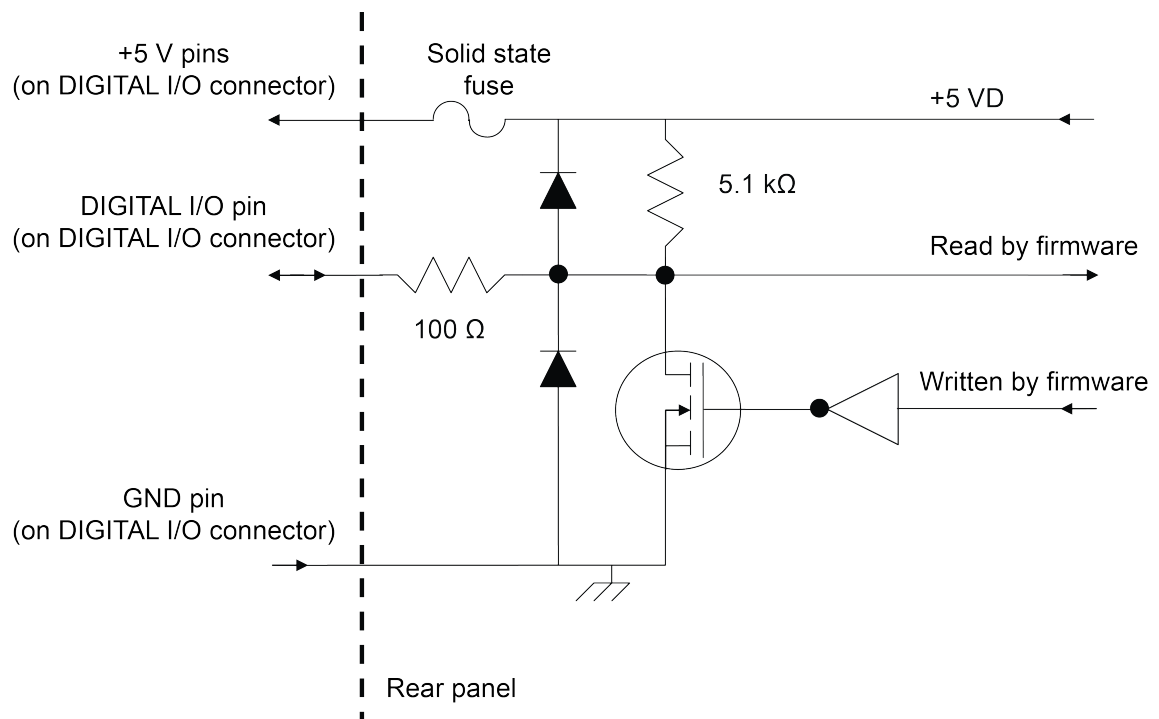 +5 V pins
(on DIGITAL I/O connector)
Solid state
fuse
+5 VD
5.1 kΩ
DIGITAL I/O pin
(on DIGITAL I/O connector)
Read by firmware
100 Ω
Written by firmware
GND pin
(on DIGITAL I/O connector)
Rear panel